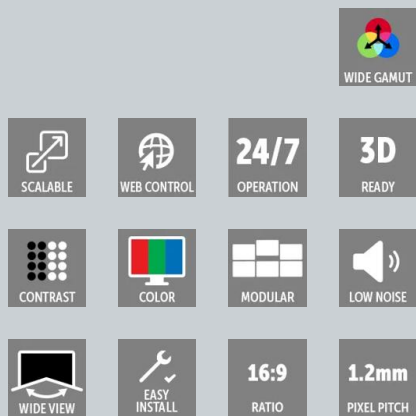 WIDE GAMUT
SCALABLE
WEB CONTROL
24/7
OPERATION
3D
READY
CONTRAST
COLOR
MODULAR
LOW NOISE
WIDE VIEW
EASY
INSTALL
16:9
RATIO
1.2mm
PIXEL PITCH